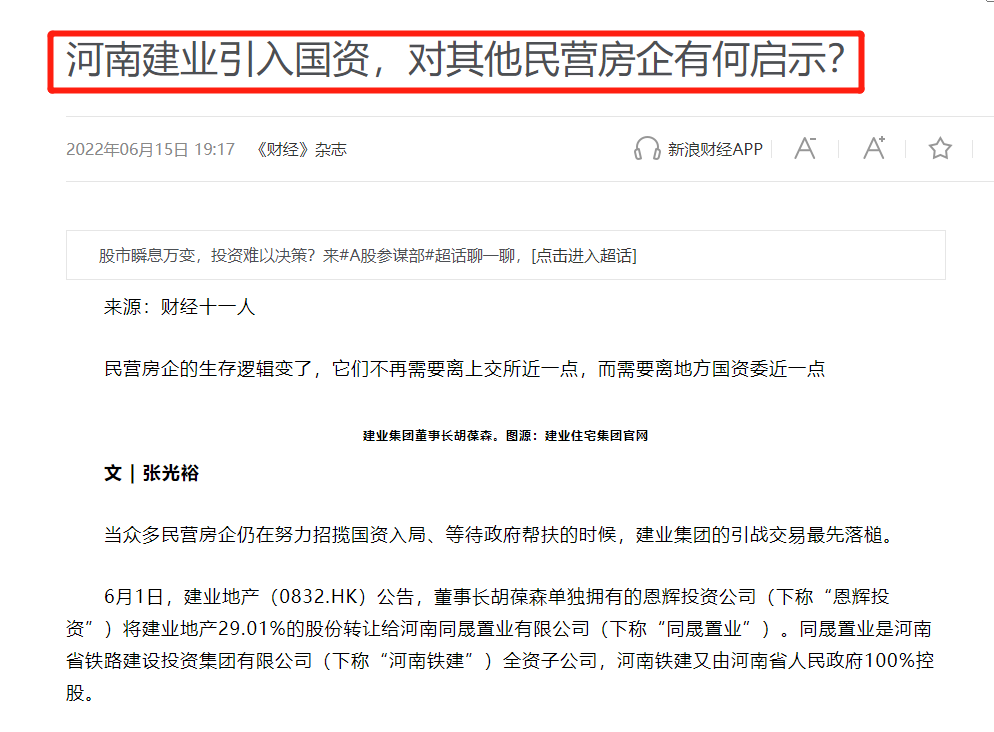 河南建业引入国资，对其他民营房企有何启示？
2022年06月15日 19:17 《财经》杂志 新浪财经APP A- A+
股市瞬息万变，投资难以决策？来#A股参谋部#超话聊一聊，[点击进入超话]
来源：财经十一人
民营房企的生存逻辑变了，它们不再需要离上交所近一点，而需要离地方国资委近一点
建业集团董事长胡葆森。图源：建业住宅集团官网
文 | 张光裕
当众多民营房企仍在努力招揽国资入局、等待政府帮扶的时候，建业集团的引战交易最先落槌。
6月1日，建业地产（0832.HK）公告，董事长胡葆森单独拥有的恩辉投资公司（下称“恩辉投
资”）将建业地产29.01%的股份转让给河南同晟置业有限公司（下称“同晟置业”）。同晟置业是河南
省铁路建设投资集团有限公司（下称“河南铁建”）全资子公司，河南铁建又由河南省人民政府100%控
股。